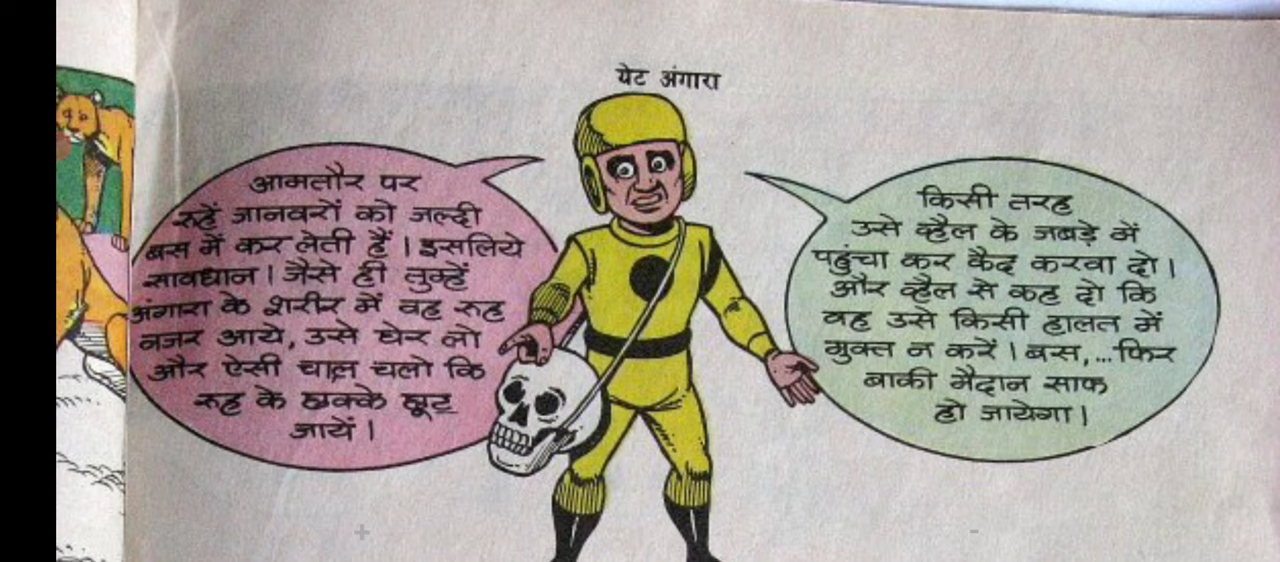 ग्रेट अंगारा
आमतौर पर
रुहें जानवरों को जल्दी
बस में कर लेती हैं । इसलिये
सावधान । जैसे ही तुम्हें
अंगारा के शरीर में वह रुह
नजर आये, उसे घेर लो
और ऐसी चाल चलो कि
रुह के छक्के छूट
जायें ।
किसी तरह
उसे व्हैल के जबड़े में
पहुंचा कर कैद करवा दो ।
और व्हैल से कह दो कि
वह उसे किसी हालत में
मुक्त न करें । बस,...फिर
बाकी मैदान साफ
हो जायेगा ।